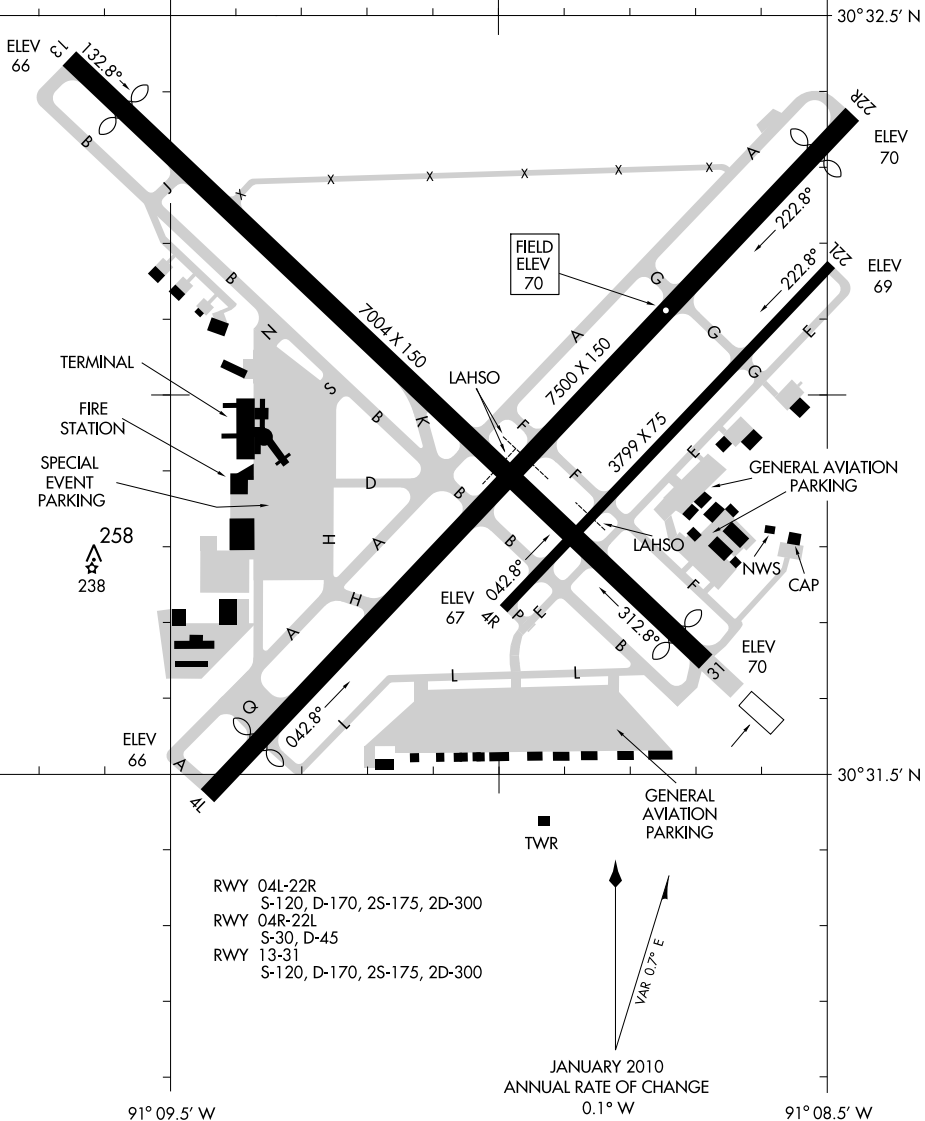 30° 32.5' N
ELEV
66
13
132.8°
22R
ELEV
70
B
A
J
X
X
X
X
X
X
222.8°
FIELD
ELEV
70
22L
222.8°
ELEV
69
B
G
G
G
E
N
A
7004 X 150
7500 X 150
TERMINAL
LAHSO
S
B
K
FIRE
STATION
F
3799 X 75
E
SPECIAL
EVENT
PARKING
D
B
F
GENERAL AVIATION
PARKING
258
238
H
A
B
LAHSO
NWS
CAP
042.8°
ELEV
67
4R
P
E
F
H
A
312.8°
B
ELEV
70
31
L
L
Q
042.8°
L
ELEV
66
A
4L
30° 31.5' N
GENERAL
AVIATION
PARKING
TWR
RWY 04L-22R
S-120, D-170, 2S-175, 2D-300
RWY 04R-22L
S-30, D-45
RWY 13-31
S-120, D-170, 2S-175, 2D-300
VAR 0.7° E
JANUARY 2010
ANNUAL RATE OF CHANGE
0.1° W
91° 09.5' W
91° 08.5' W